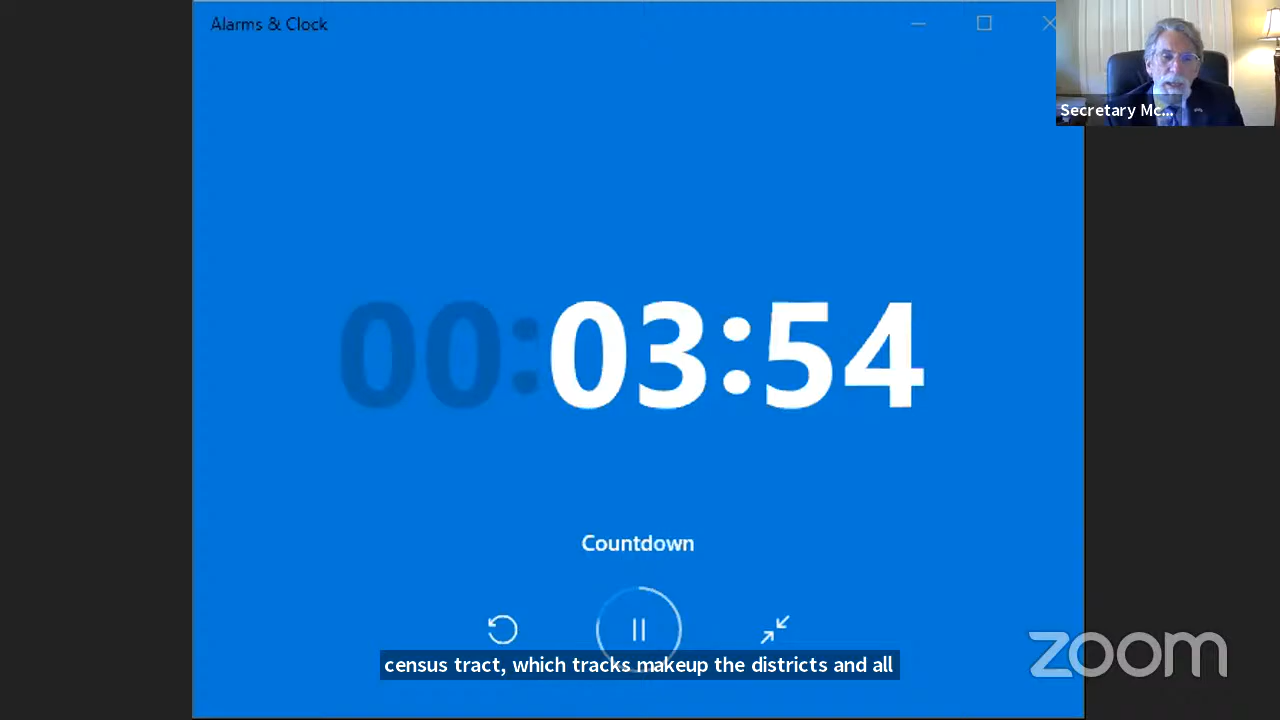 Alarms & Clock
Secretary Mc...
00:03:54
Countdown
census tract, which tracks makeup the districts and all
zoom